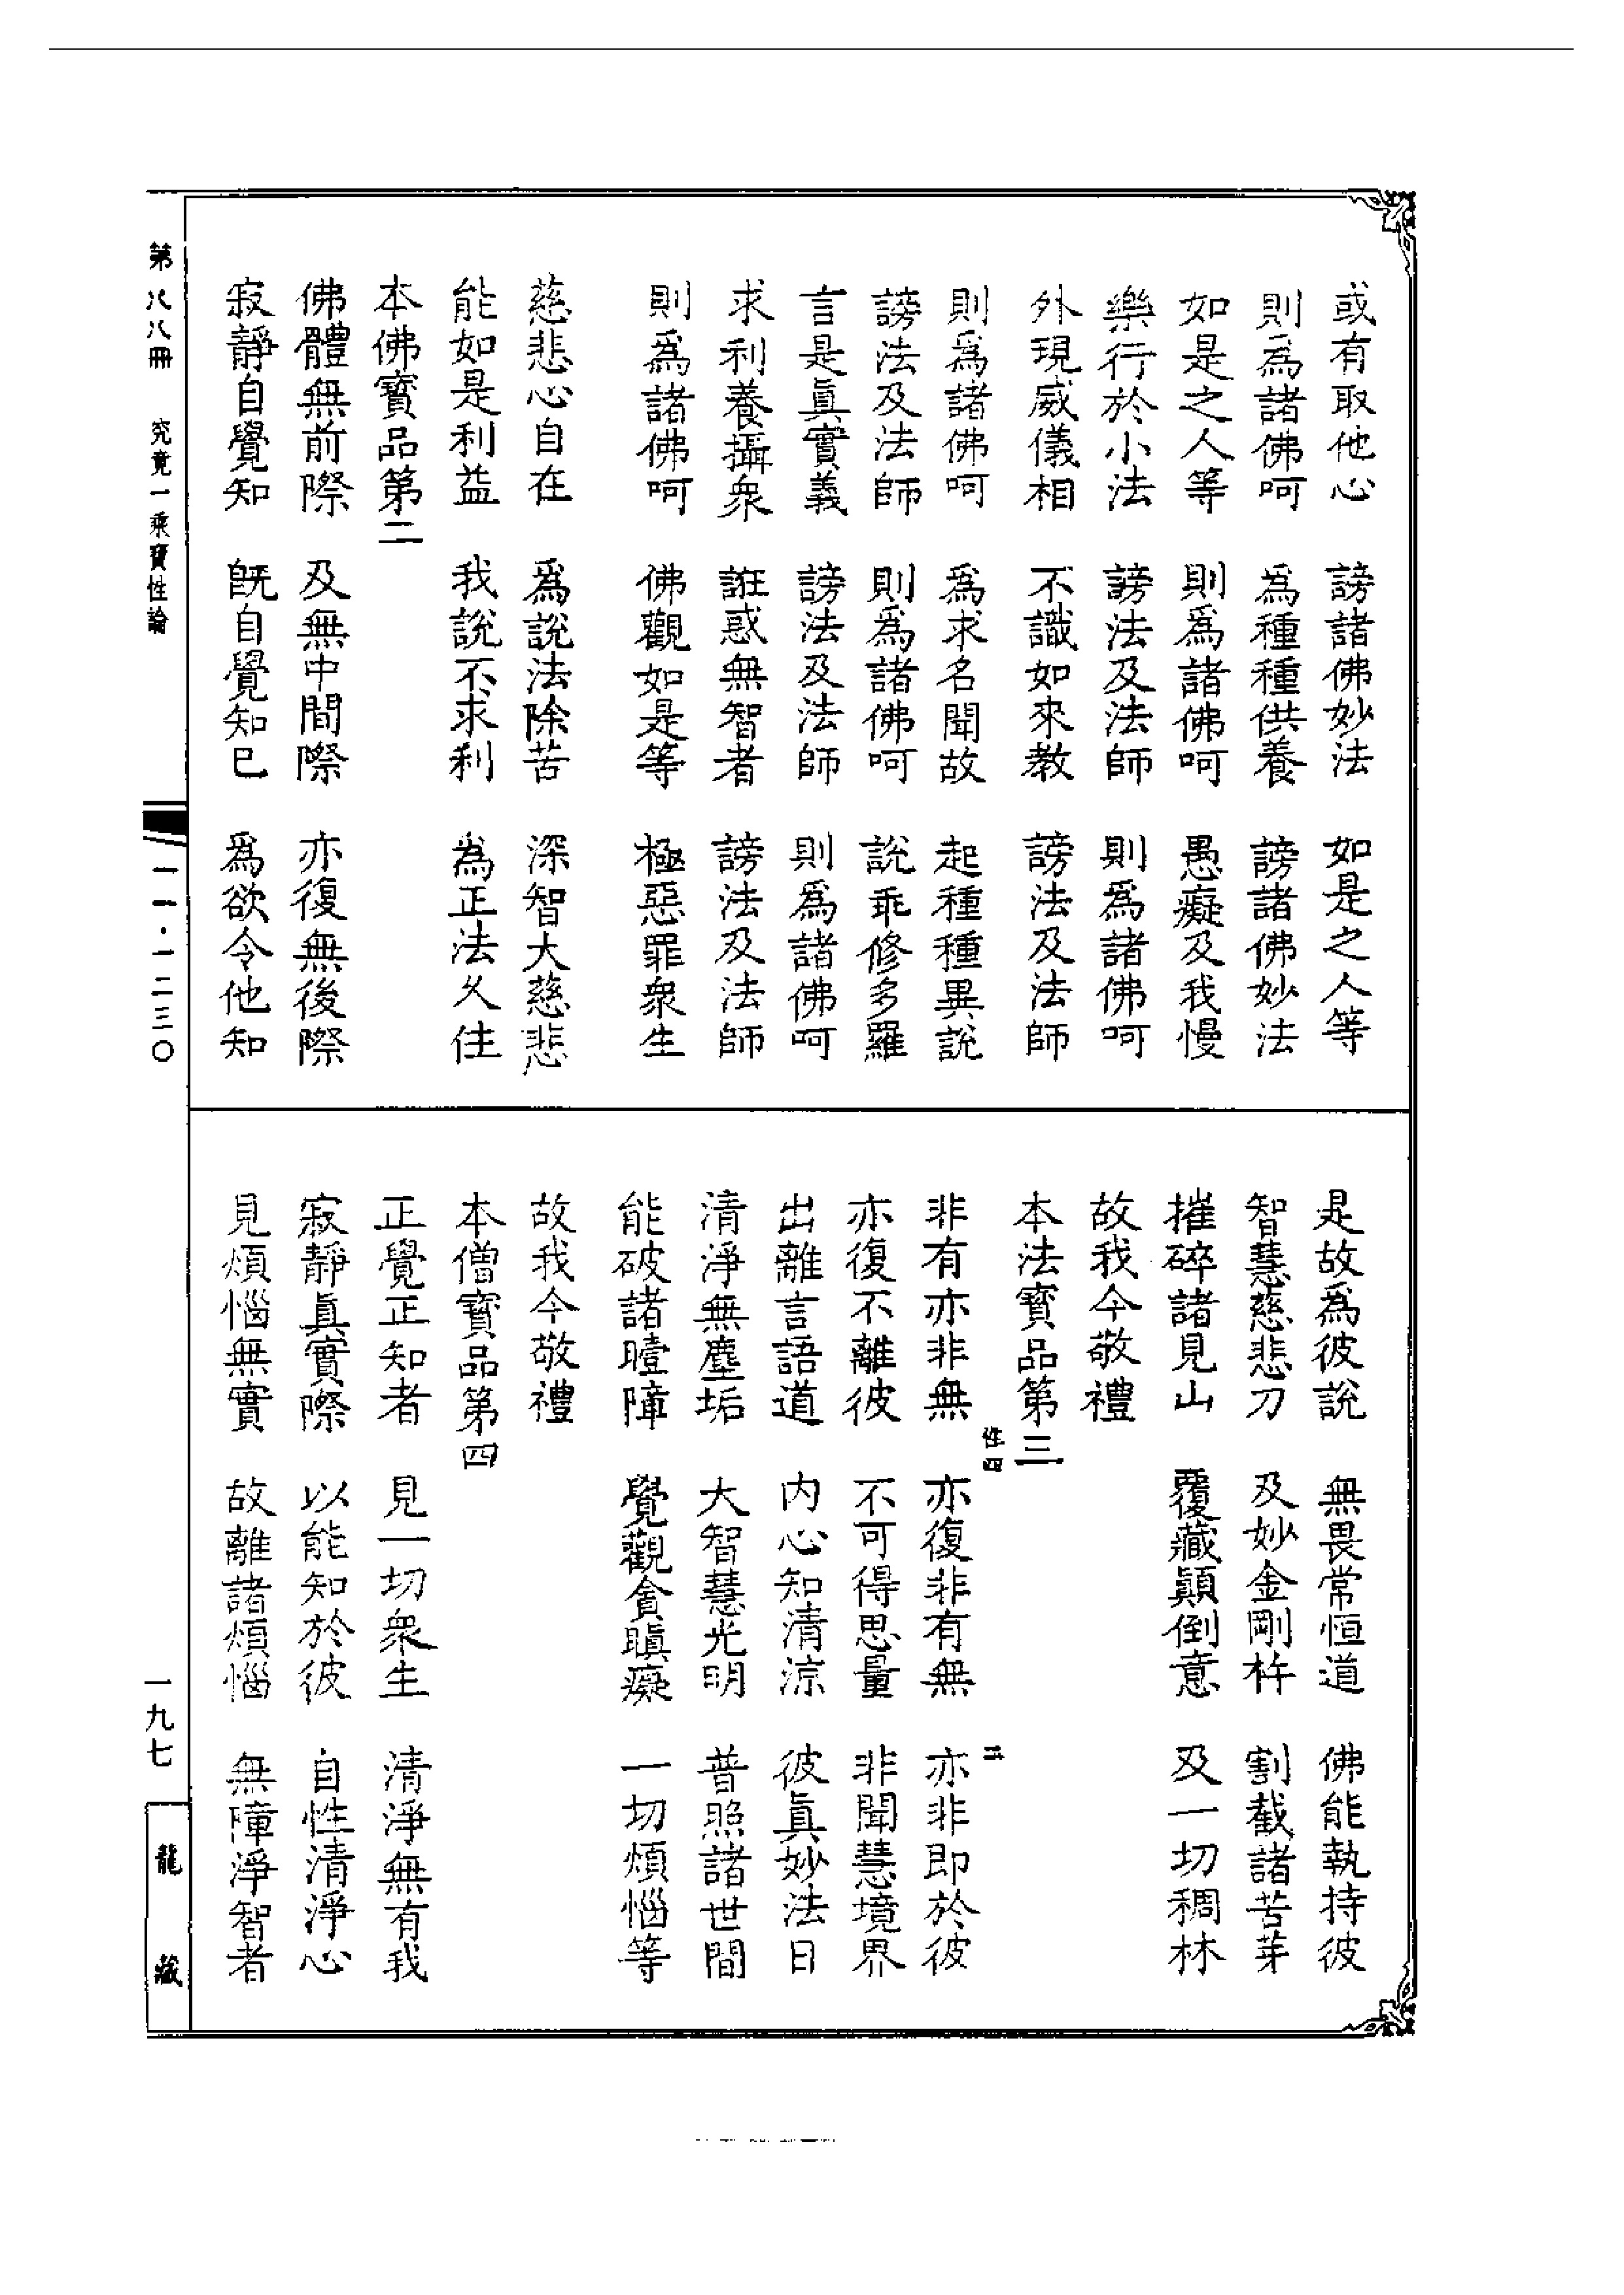 或有取他心　謗諸佛妙法　如是之人等
則爲諸佛呵　爲種種供養　謗諸佛妙法
如是之人等　則爲諸佛呵　愚癡及我慢
樂行於小法　謗法及法師　則爲諸佛呵
外現威儀相　不識如來教　謗法及法師
則爲諸佛呵　爲求名聞故　起種種異說
謗法及法師　則爲諸佛呵　說乖修多羅
言是眞實義　謗法及法師　則爲諸佛呵
求利養攝衆　誑惑無智者　謗法及法師
則爲諸佛呵　佛觀如是等　極惡罪衆生
慈悲心自在　爲說法除苦　深智大慈悲
能如是利益　我說不求利　爲正法久住
本佛寳品第二
佛體無前際　及無中間際　亦復無後際
寂靜自覺知　旣自覺知已　爲欲令他知
是故爲彼說　無畏常恒道　佛能執持彼
智慧慈悲刀　及妙金剛杵　割截諸苦芽
摧碎諸見山　覆藏顚倒意　及一切稠林
故我今敬禮
本法寳品第三
性四　二
非有亦非無　亦復非有無　亦非即於彼
亦復不離彼　不可得思量　非聞慧境界
出離言語道　内心知清涼　彼眞妙法日
清淨無塵垢　大智慧光明　普照諸世間
能破諸曀障　覺觀貪瞋癡　一切煩惱等
故我今敬禮
本僧寳品第四
正覺正知者　見一切衆生　清淨無有我
寂靜眞實際　以能知於彼　自性清淨心
見煩惱無實　故離諸煩惱　無障淨智者
第八八冊　究竟一乘寶性論
一一·一二三〇
一九七
龍藏